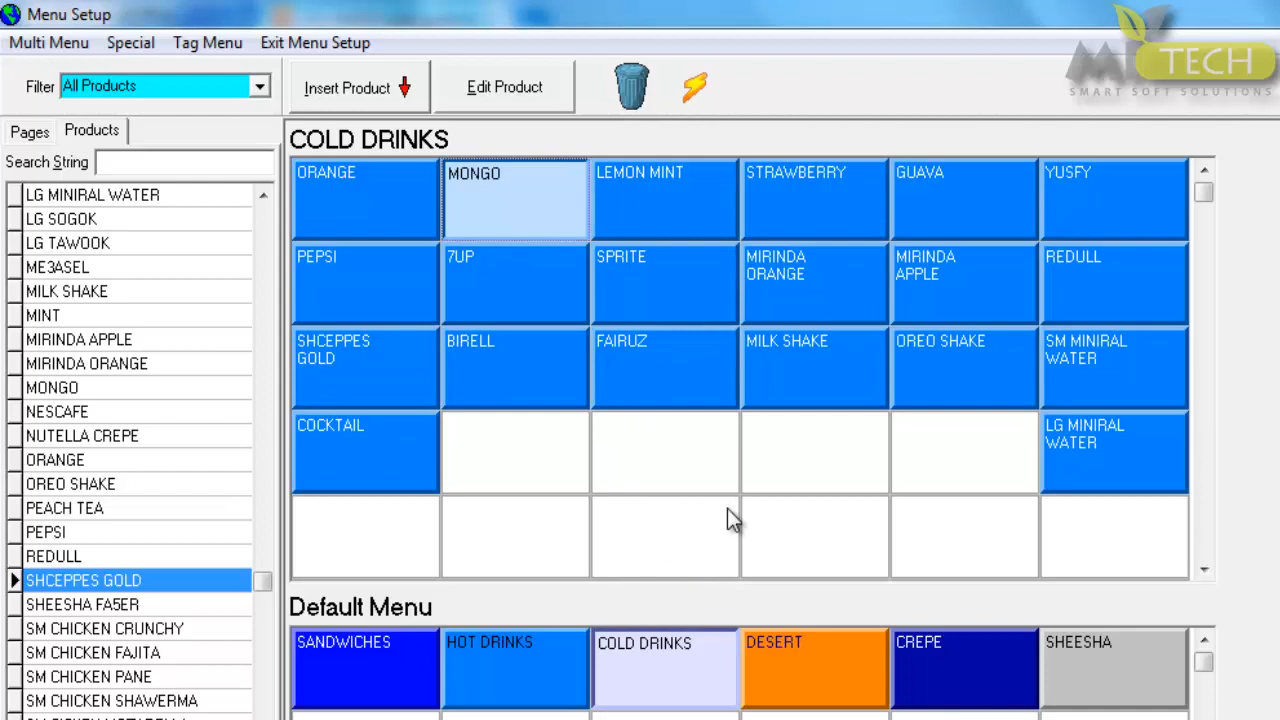 Menu Setup
Multi Menu Special Tag Menu Exit Menu Setup
TECH
SMART SOFT SOLUTIONS
Filter All Products
Insert Product Edit Product
Pages Products
Search String
LG MINIRAL WATER
LG SOGOK
LG TAWOOK
ME3ASEL
MILK SHAKE
MINT
MIRINDA APPLE
MIRINDA ORANGE
MONGO
NESCAFE
NUTELLA CREPE
ORANGE
OREO SHAKE
PEACH TEA
PEPSI
REDULL
SHCEPPES GOLD
SHEESHA FA5ER
SM CHICKEN CRUNCHY
SM CHICKEN FAJITA
SM CHICKEN PANE
SM CHICKEN SHAWERMA
COLD DRINKS
ORANGE MONGO LEMON MINT STRAWBERRY GUAVA YUSFY
PEPSI 7UP SPRITE MIRINDA ORANGE MIRINDA APPLE REDULL
SHCEPPES GOLD BIRELL FAIRUZ MILK SHAKE OREO SHAKE SM MINIRAL WATER
COCKTAIL LG MINIRAL WATER
Default Menu
SANDWICHES HOT DRINKS COLD DRINKS DESERT CREPE SHEESHA